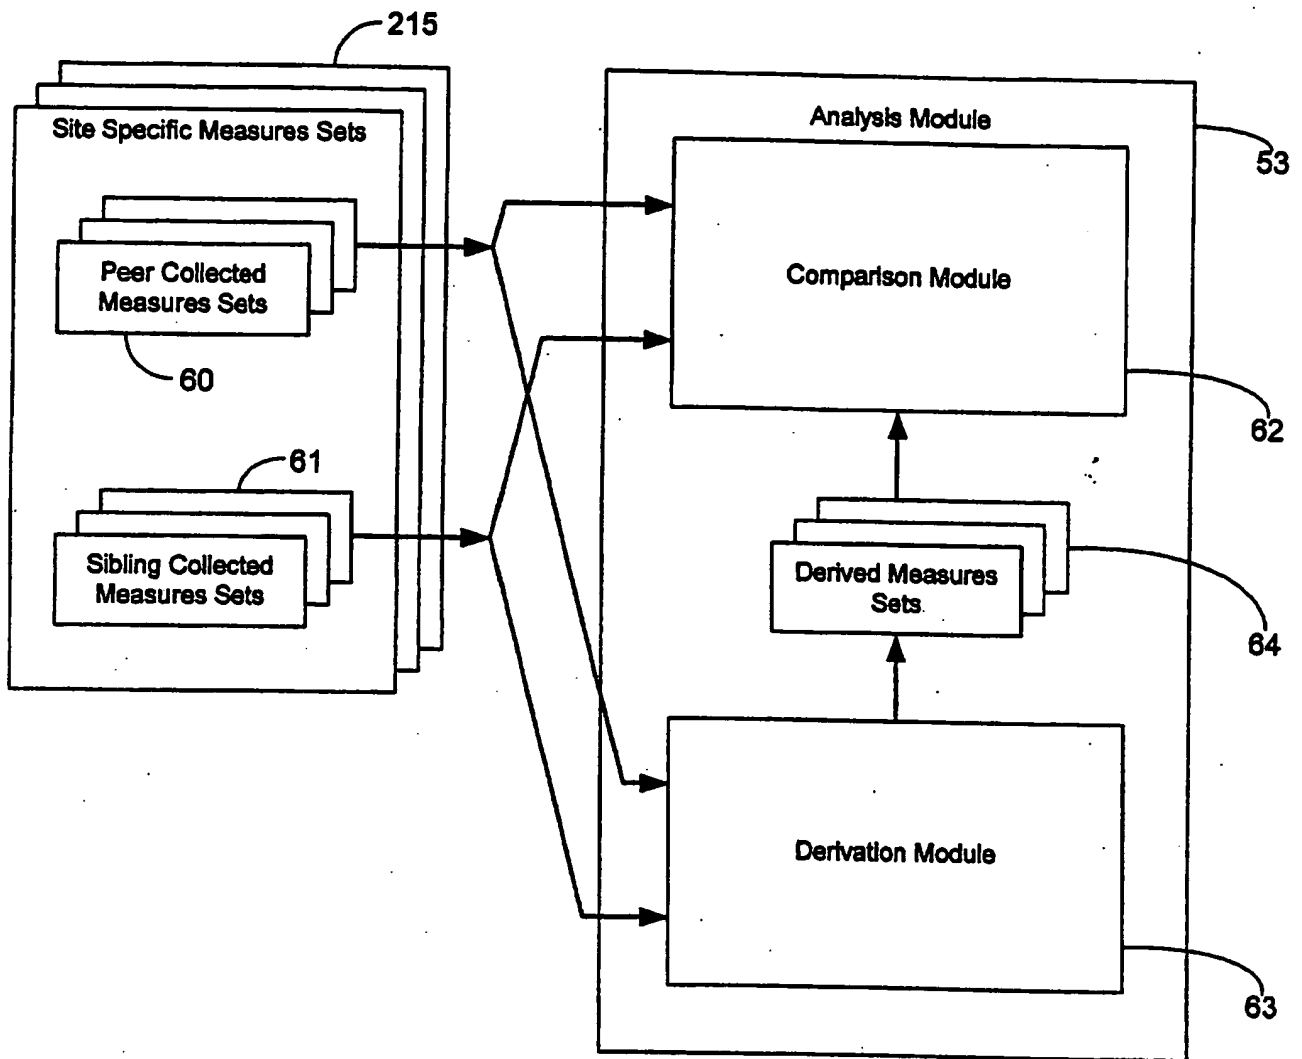 215
Site Specific Measures Sets
Analysis Module
53
Peer Collected
Measures Sets
Comparison Module
60
62
61
Sibling Collected
Measures Sets
Derived Measures
Sets
64
Derivation Module
63